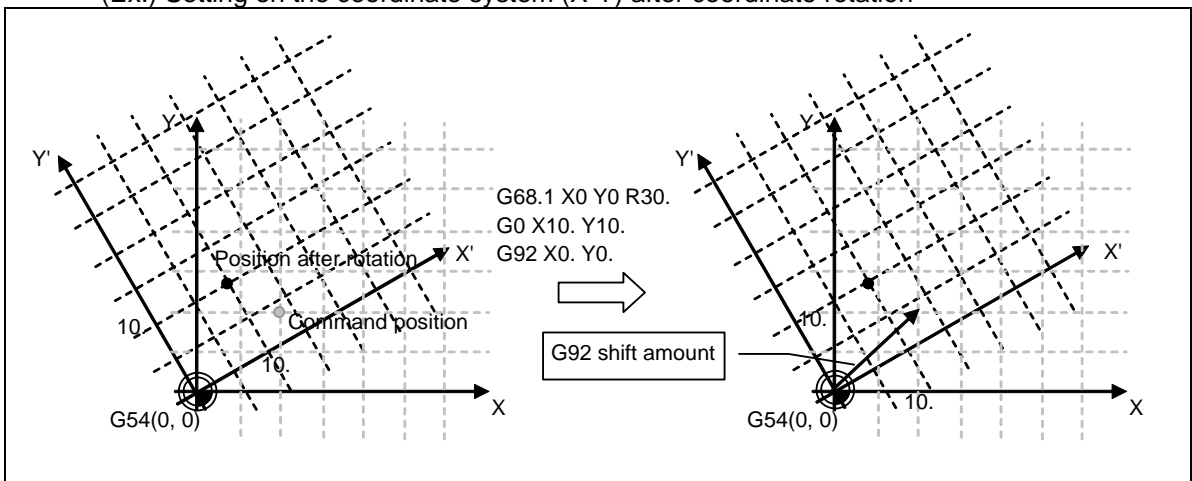 (Ex.) Setting on the coordinate system (X-Y) after coordinate rotation
Y
Y'
X'
Position after rotation
Command position
10.
10.
G54(0, 0)
X
G68.1 X0 Y0 R30.
G0 X10. Y10.
G92 X0. Y0.
G92 shift amount
Y
Y'
X'
10.
10.
G54(0, 0)
X